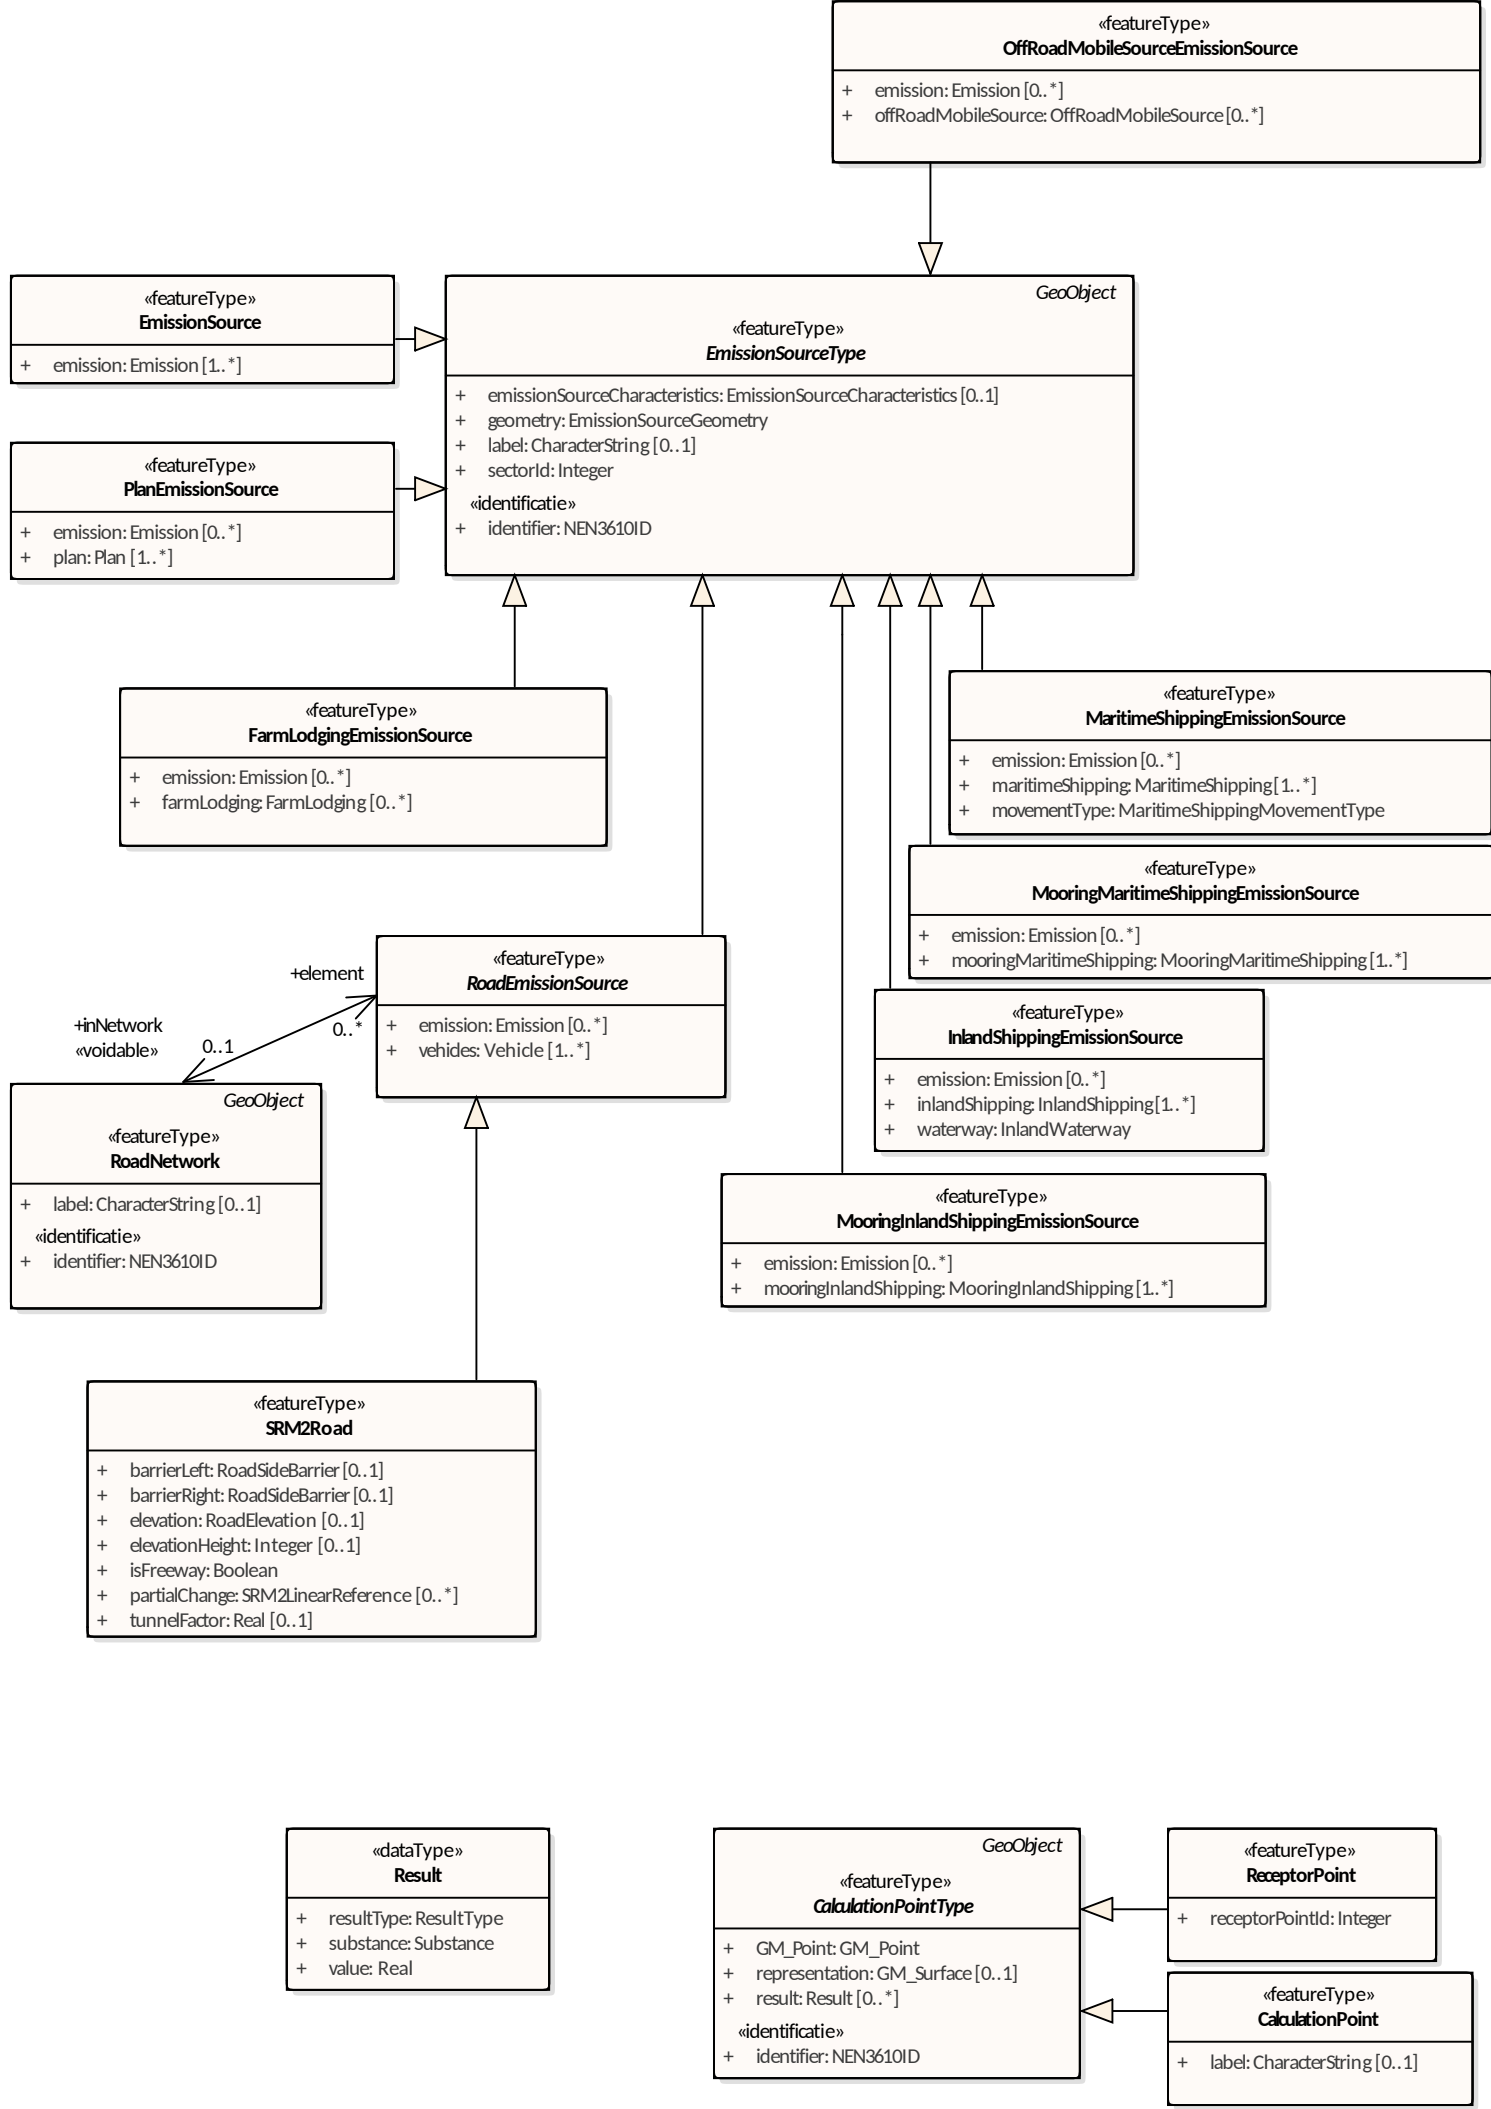 «featureType»
OffRoadMobileSourceEmissionSource
+ emission: Emission [0..*]
+ offRoadMobileSource: OffRoadMobileSource [0..*]
«featureType»
EmissionSource
+ emission: Emission [1..*]
GeoObject
«featureType»
EmissionSourceType
+ emissionSourceCharacteristics: EmissionSourceCharacteristics [0..1]
+ geometry: EmissionSourceGeometry
+ label: CharacterString [0..1]
+ sectorId: Integer
«identificatie»
+ identifier: NEN3610ID
«featureType»
PlanEmissionSource
+ emission: Emission [0..*]
+ plan: Plan [1..*]
«featureType»
FarmLodgingEmissionSource
+ emission: Emission [0..*]
+ farmLodging: FarmLodging [0..*]
«featureType»
MaritimeShippingEmissionSource
+ emission: Emission [0..*]
+ maritimeShipping: MaritimeShipping [1..*]
+ movementType: MaritimeShippingMovementType
«featureType»
MooringMaritimeShippingEmissionSource
+ emission: Emission [0..*]
+ mooringMaritimeShipping: MooringMaritimeShipping [1..*]
«featureType»
RoadEmissionSource
+ emission: Emission [0..*]
+ vehicles: Vehicle [1..*]
+element
0..*
+inNetwork
«voidable»
0..1
«featureType»
InlandShippingEmissionSource
+ emission: Emission [0..*]
+ inlandShipping: InlandShipping [1..*]
+ waterway: InlandWaterway
GeoObject
«featureType»
RoadNetwork
+ label: CharacterString [0..1]
«identificatie»
+ identifier: NEN3610ID
«featureType»
MooringInlandShippingEmissionSource
+ emission: Emission [0..*]
+ mooringInlandShipping: MooringInlandShipping [1..*]
«featureType»
SRM2Road
+ barrierLeft: RoadSideBarrier [0..1]
+ barrierRight: RoadSideBarrier [0..1]
+ elevation: RoadElevation [0..1]
+ elevationHeight: Integer [0..1]
+ isFreeway: Boolean
+ partialChange: SRM2LinearReference [0..*]
+ tunnelFactor: Real [0..1]
«dataType»
Result
+ resultType: ResultType
+ substance: Substance
+ value: Real
GeoObject
«featureType»
CalculationPointType
+ GM_Point: GM_Point
+ representation: GM_Surface [0..1]
+ result: Result [0..*]
«identificatie»
+ identifier: NEN3610ID
«featureType»
ReceptorPoint
+ receptorPointId: Integer
«featureType»
CalculationPoint
+ label: CharacterString [0..1]